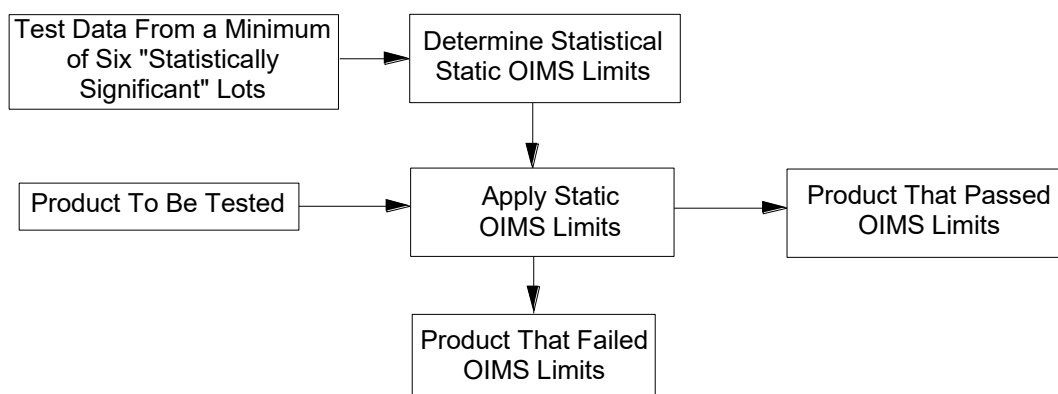 Test Data From a Minimum
of Six "Statistically
Significant" Lots
Determine Statistical
Static OIMS Limits
Product To Be Tested
Apply Static
OIMS Limits
Product That Passed
OIMS Limits
Product That Failed
OIMS Limits